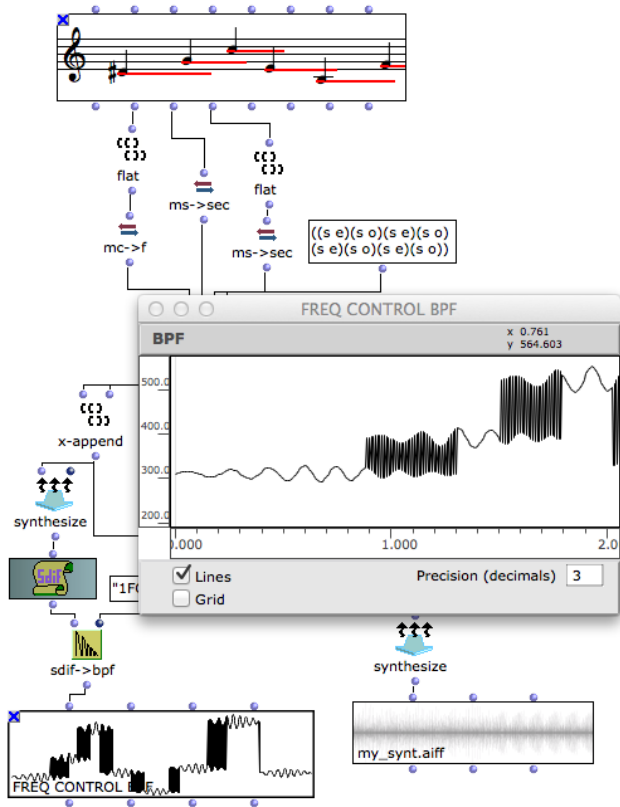 flat
flat
ms->sec
mc->f
ms->sec
((s e)(s o)(s e)(s o)
(s e)(s o)(s e)(s o))
FREQ CONTROL BPF
BPF
x 0.761
y 564.603
500.0
400.0
300.0
200.0
0.000
1.000
2.0
Lines
Precision (decimals)
3
Grid
x-append
synthesize
Sdif
"1FO
sdif->bpf
synthesize
FREQ CONTROL BPF
my_synt.aiff